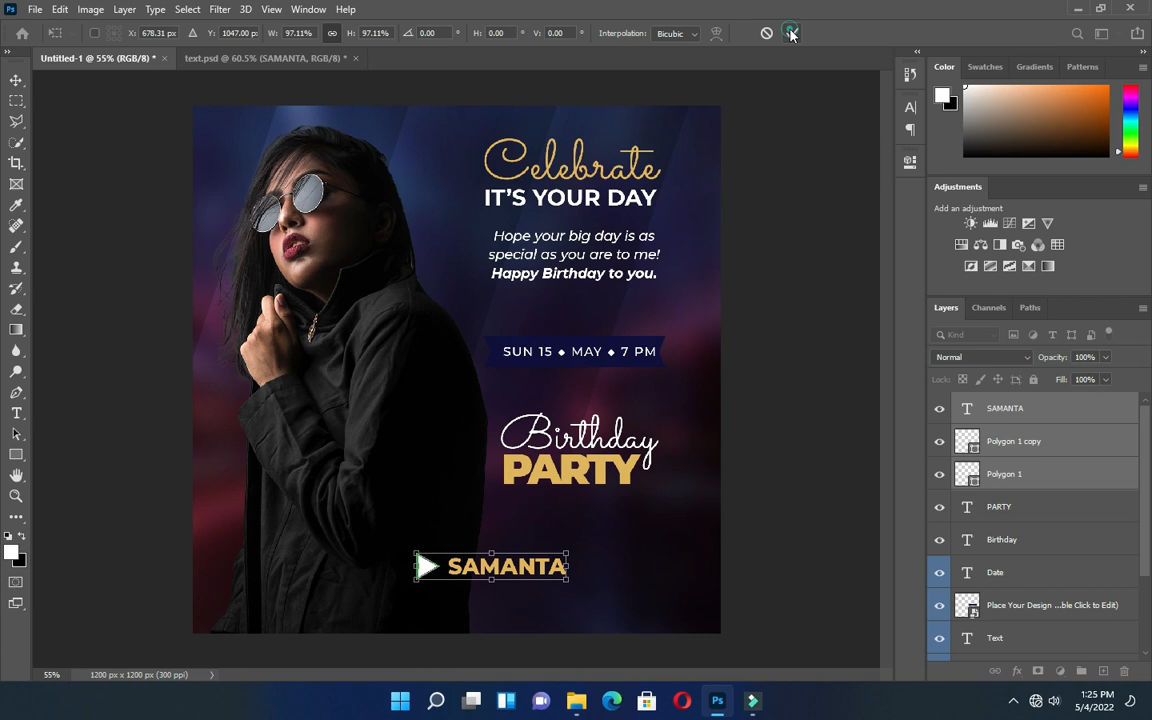 Ps File Edit Image Layer Type Select Filter 3D View Window Help
X: 678.31 px Y: 1047.00 px W: 97.11% H: 97.11% 0.00 ° H: 0.00 ° V: 0.00 ° Interpolation: Bicubic
Untitled-1 @ 55% (RGB/8) * × text.psd @ 60.5% (SAMANTA, RGB/8) * ×
Celebrate
IT'S YOUR DAY
Hope your big day is as
special as you are to me!
Happy Birthday to you.
SUN 15 ◆ MAY ◆ 7 PM
Birthday
PARTY
SAMANTA
55% 1200 px x 1200 px (300 ppi)
Color Swatches Gradients Patterns
Adjustments
Add an adjustment
Layers Channels Paths
Kind
Normal Opacity: 100%
Lock: Fill: 100%
SAMANTA
Polygon 1 copy
Polygon 1
PARTY
Birthday
Date
Place Your Design ...ble Click to Edit)
Text
Ps
1:25 PM
5/4/2022